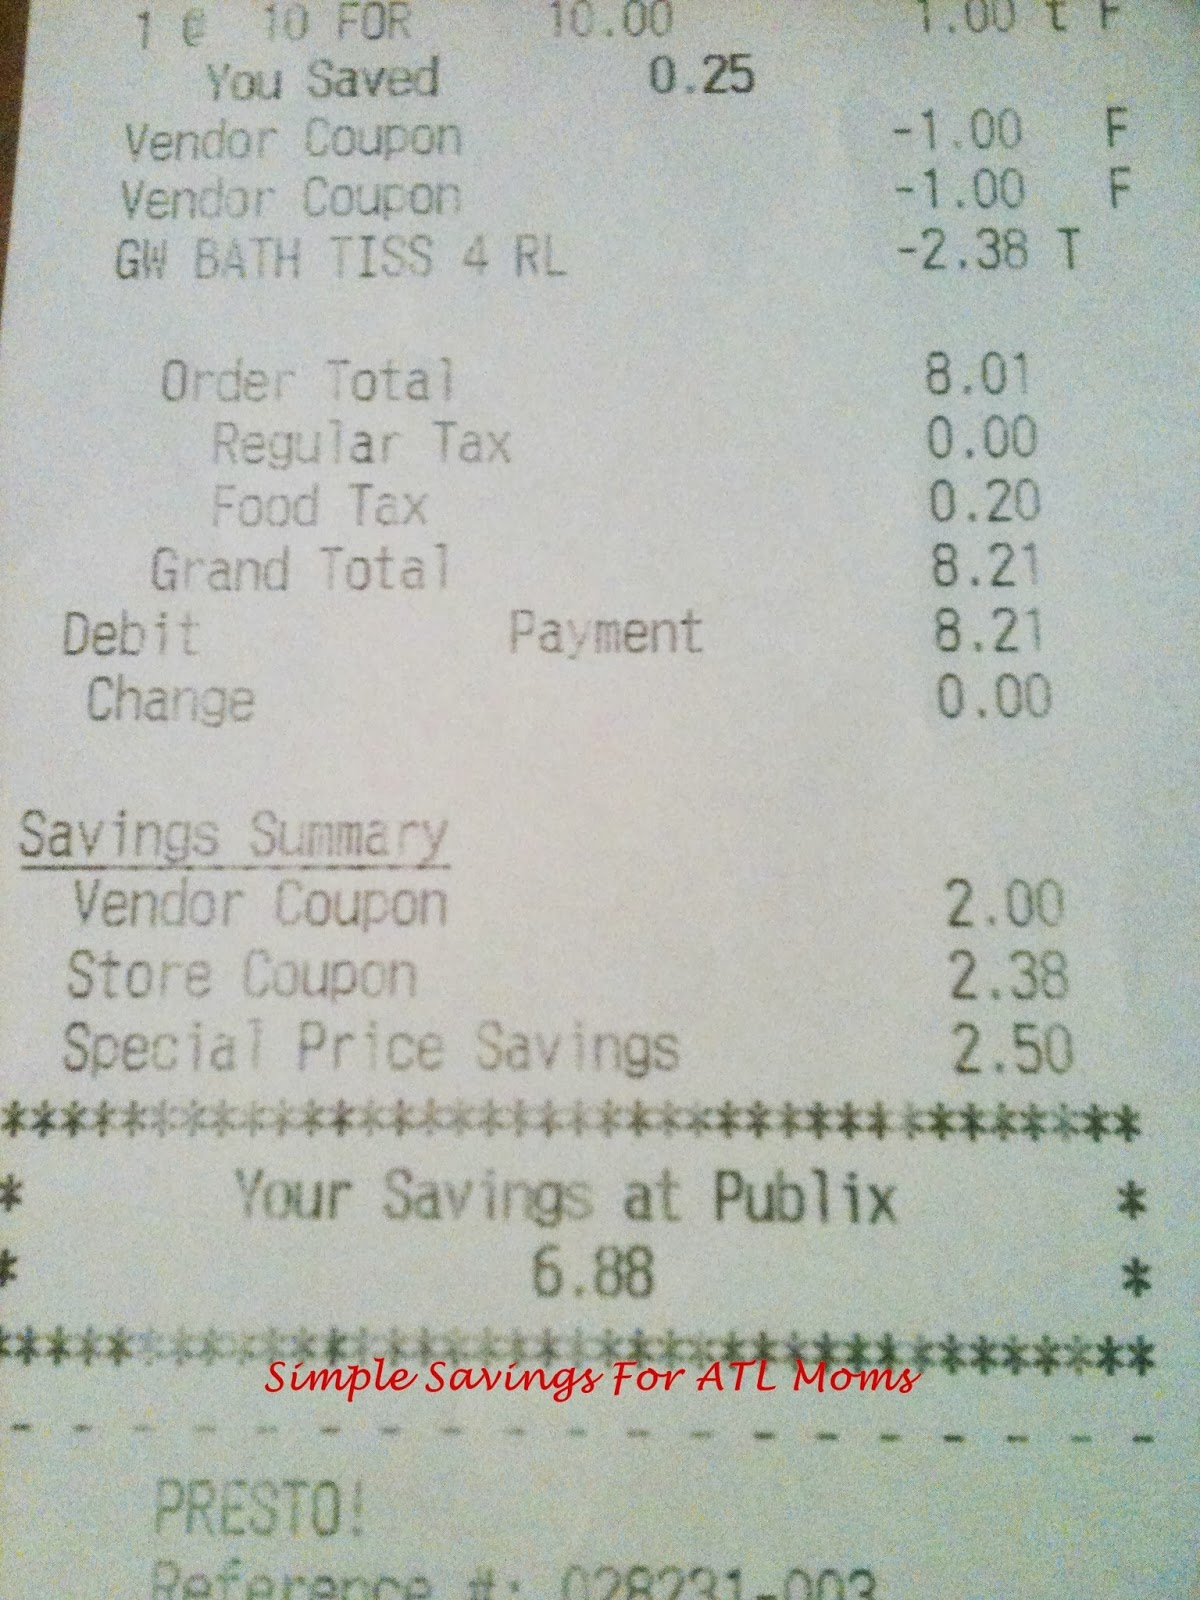 1 @ 10 FOR 10.00 1.00 t F
You Saved 0.25
Vendor Coupon -1.00 F
Vendor Coupon -1.00 F
GW BATH TISS 4 RL -2.38 T
Order Total 8.01
Regular Tax 0.00
Food Tax 0.20
Grand Total 8.21
Debit Payment 8.21
Change 0.00
Savings Summary
Vendor Coupon 2.00
Store Coupon 2.38
Special Price Savings 2.50
**************************************
* Your Savings at Publix *
* 6.88 *
**************************************
Simple Savings For ATL Moms
- - - - - - - - - - - - - - - - -
PRESTO!
Reference #: 028231-003